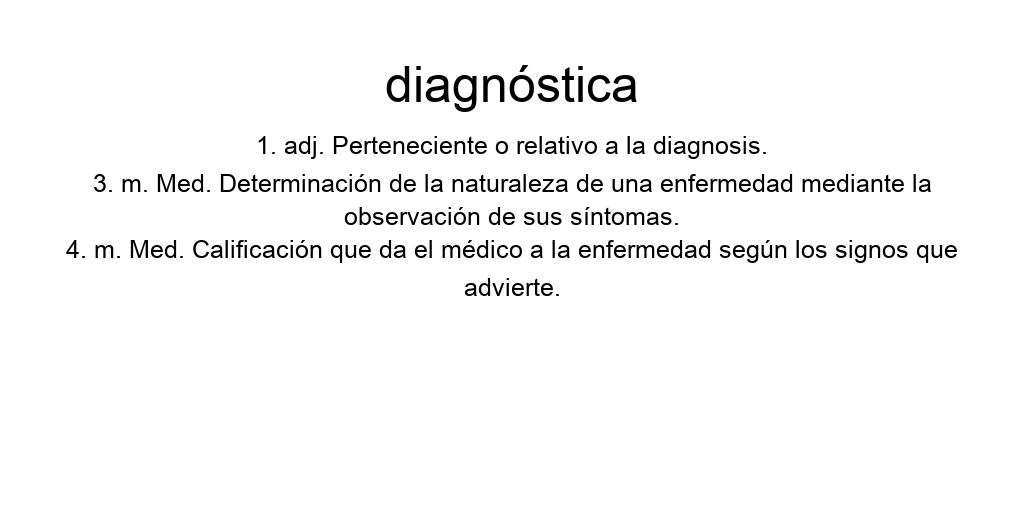 diagnóstica
1. adj. Perteneciente o relativo a la diagnosis.
3. m. Med. Determinación de la naturaleza de una enfermedad mediante la
observación de sus síntomas.
4. m. Med. Calificación que da el médico a la enfermedad según los signos que
advierte.